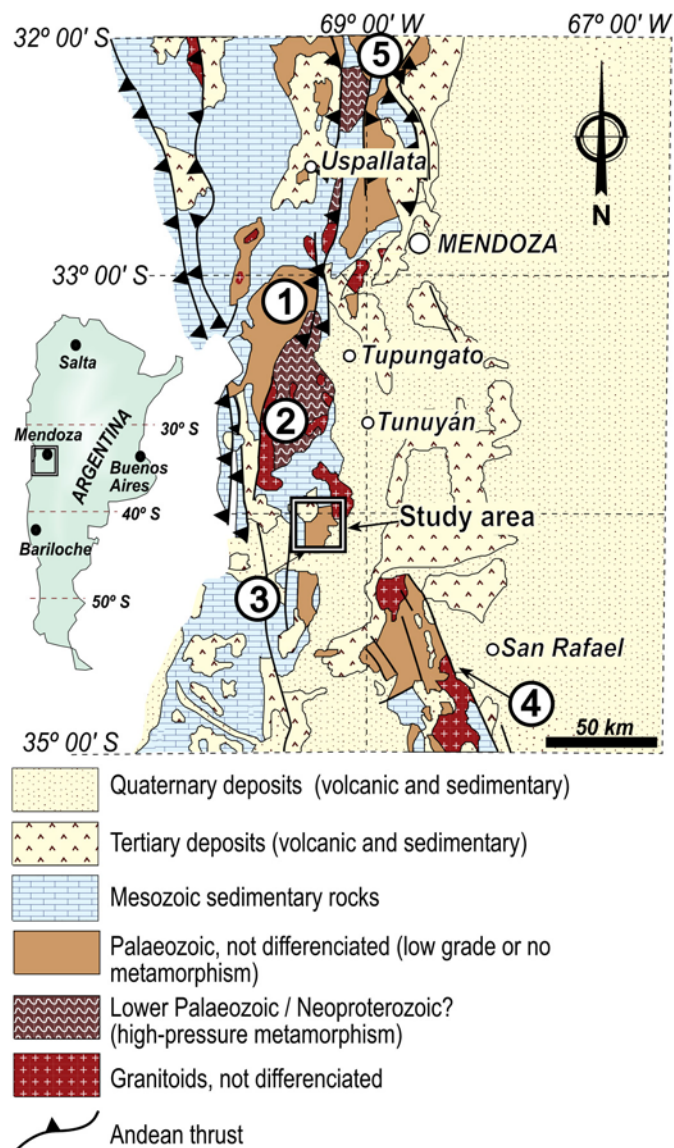 69º 00' W
67º 00' W
32º 00' S
5
Uspallata
N
MENDOZA
33º 00' S
1
Tupungato
Salta
2
Tunuyán
30º S
Mendoza
ARGENTINA
Buenos
Aires
40º S
Study area
Bariloche
3
50º S
San Rafael
4
50 km
35º 00' S
Quaternary deposits (volcanic and sedimentary)
Tertiary deposits (volcanic and sedimentary)
Mesozoic sedimentary rocks
Palaeozoic, not differenciated (low grade or no
metamorphism)
Lower Palaeozoic / Neoproterozoic?
(high-pressure metamorphism)
Granitoids, not differenciated
Andean thrust